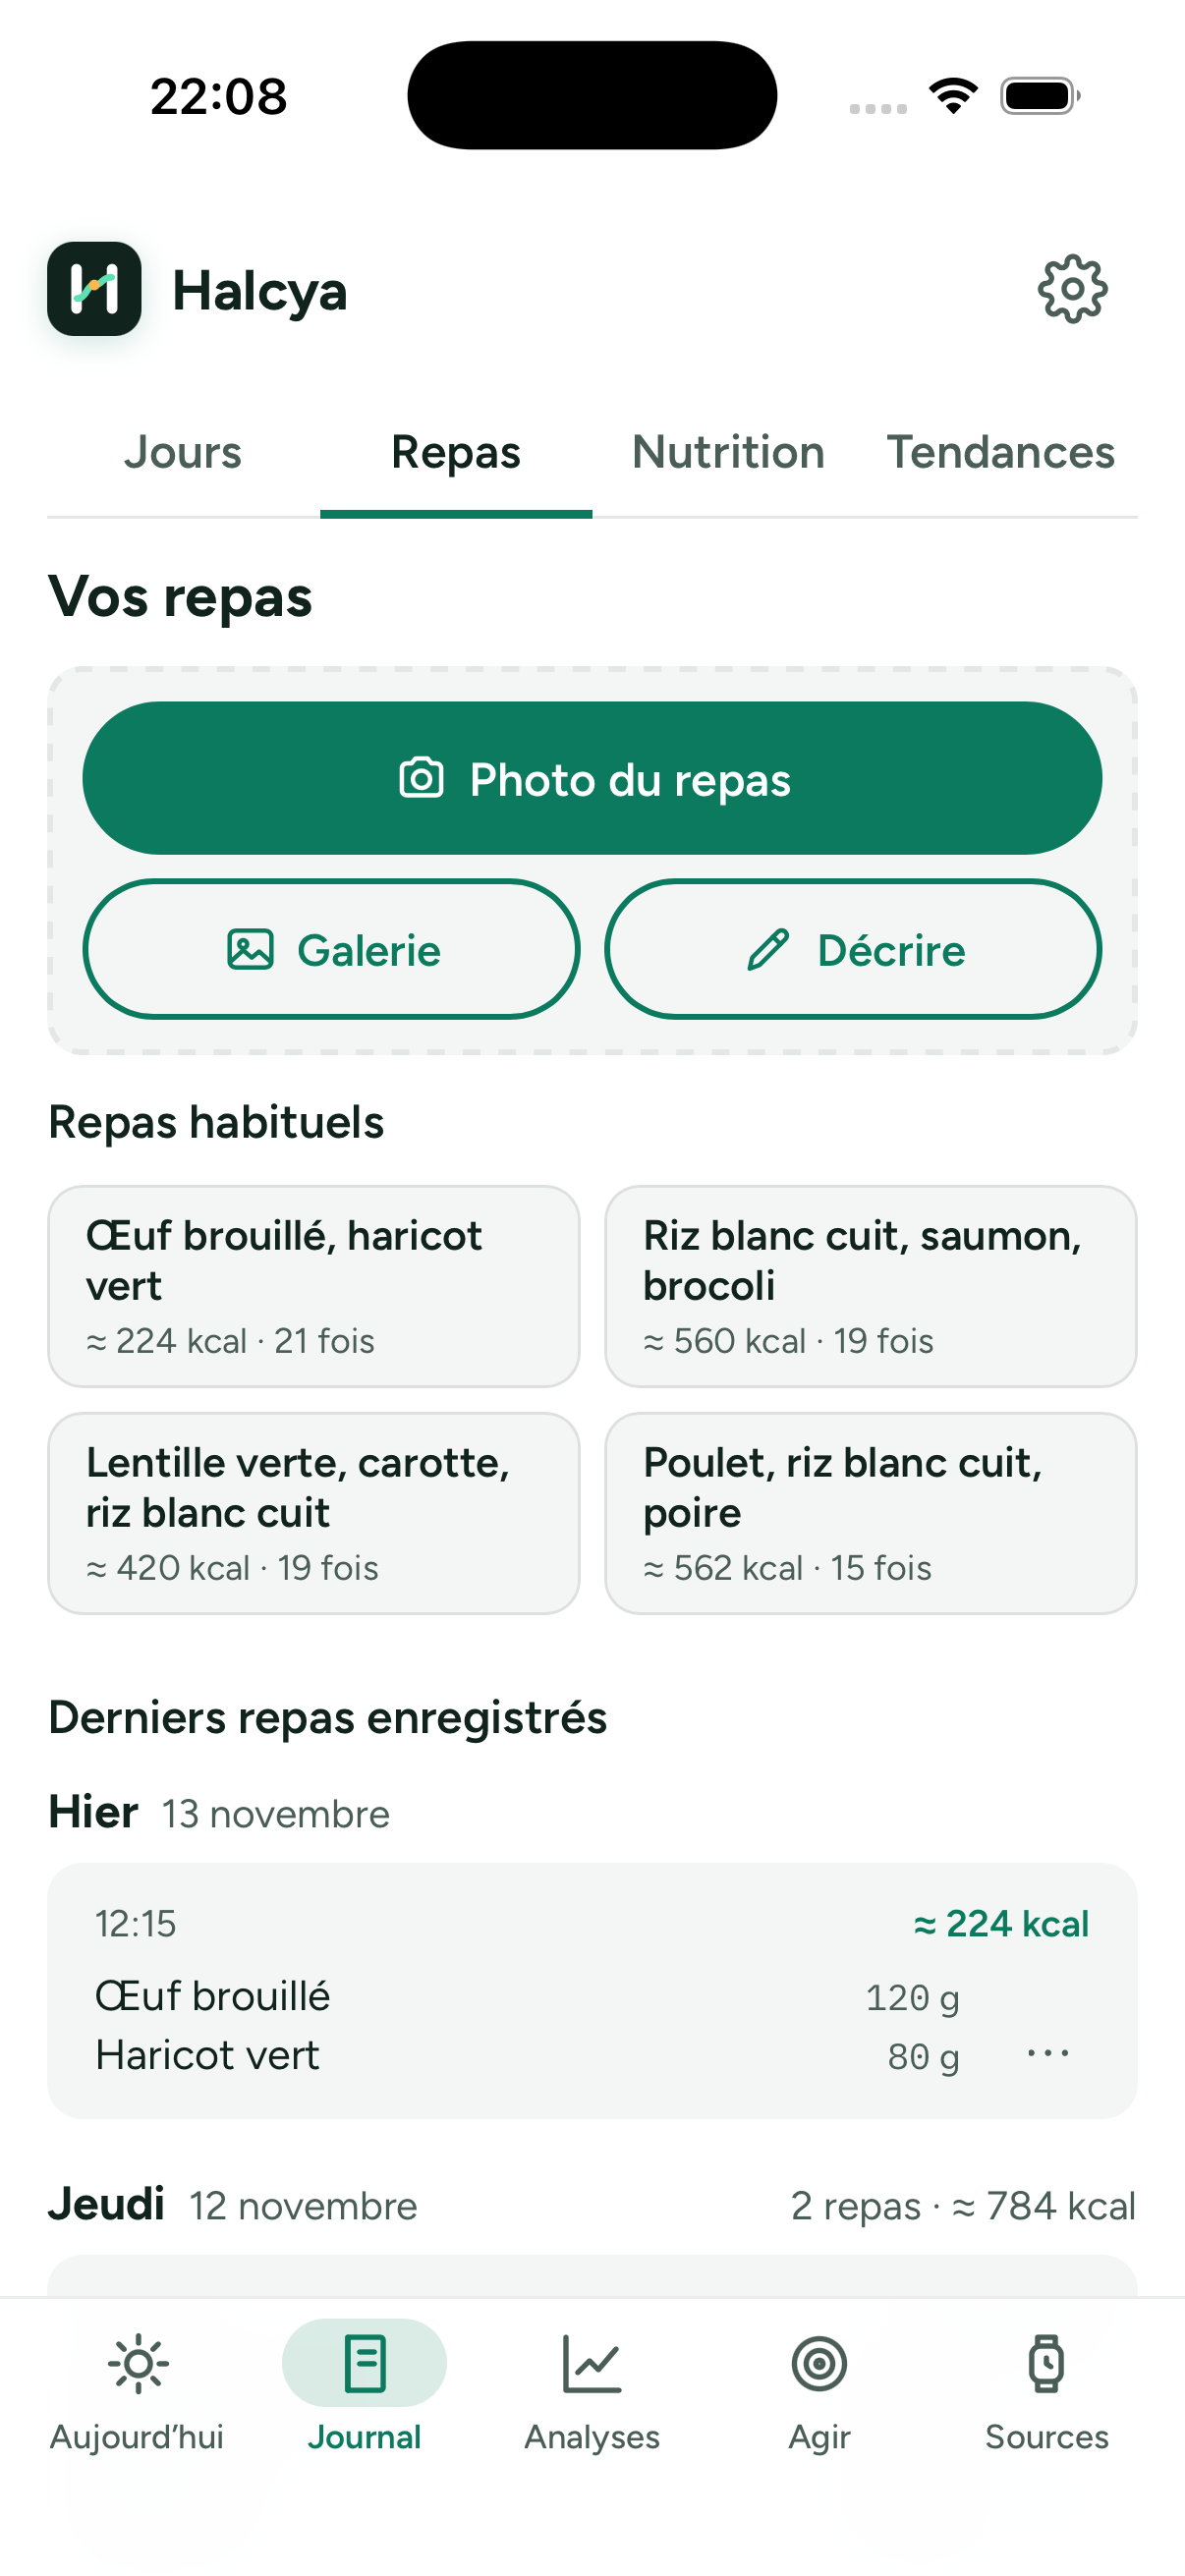 22:08
Halcya
Jours Repas Nutrition Tendances
Vos repas
Photo du repas
Galerie Décrire
Repas habituels
Œuf brouillé, haricot
vert
≈ 224 kcal · 21 fois
Riz blanc cuit, saumon,
brocoli
≈ 560 kcal · 19 fois
Lentille verte, carotte,
riz blanc cuit
≈ 420 kcal · 19 fois
Poulet, riz blanc cuit,
poire
≈ 562 kcal · 15 fois
Derniers repas enregistrés
Hier 13 novembre
12:15 ≈ 224 kcal
Œuf brouillé 120 g
Haricot vert 80 g ···
Jeudi 12 novembre 2 repas · ≈ 784 kcal
Aujourd’hui Journal Analyses Agir Sources